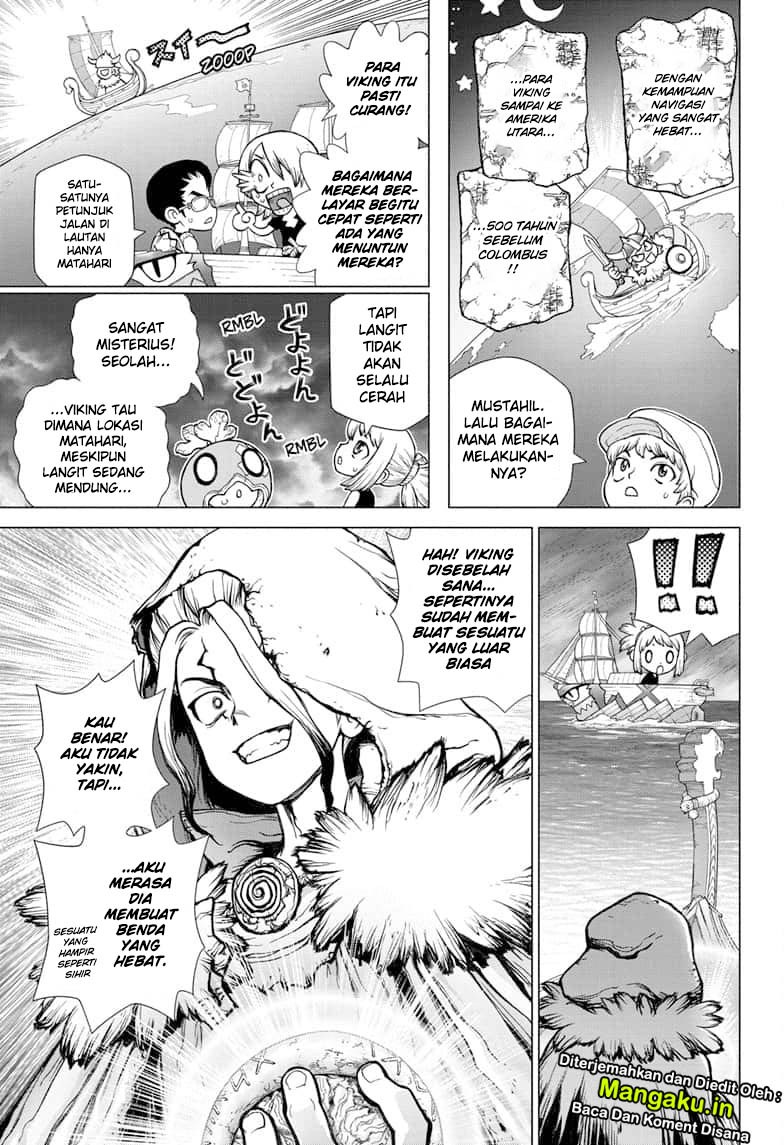 DENGAN
KEMAMPUAN
NAVIGASI
YANG SANGAT
HEBAT...
...PARA
VIKING
SAMPAI KE
AMERIKA
UTARA...
...500 TAHUN
SEBELUM
COLOMBUS
!!
MUSTAHIL.
LALU BAGAI-
MANA MEREKA
MELAKUKAN-
NYA?
スイ〜
ZOOOP
PARA
VIKING ITU
PASTI
CURANG!
BAGAIMANA
MEREKA BER-
LAYAR BEGITU
CEPAT SEPERTI
ADA YANG
MENUNTUN
MEREKA?
SATU-
SATUNYA
PETUNJUK
JALAN DI
LAUTAN
HANYA
MATAHARI
TAPI
LANGIT
TIDAK
AKAN
SELALU
CERAH
どよよん
RMBL
どどよん
RMBL
SANGAT
MISTERIUS!
SEOLAH...
...VIKING TAU
DIMANA LOKASI
MATAHARI,
MESKIPUN
LANGIT SEDANG
MENDUNG...
!!
HAH! VIKING
DISEBELAH
SANA...
SEPERTINYA
SUDAH MEM-
BUAT SESUATU
YANG LUAR
BIASA
KAU
BENAR!
AKU TIDAK
YAKIN,
TAPI...
...AKU
MERASA
DIA
MEMBUAT
BENDA
YANG
HEBAT.
SESUATU
YANG
HAMPIR
SEPERTI
SIHIR
Diterjemahkan dan Diedit Oleh :
Mangaku.in
Baca Dan Koment Disana